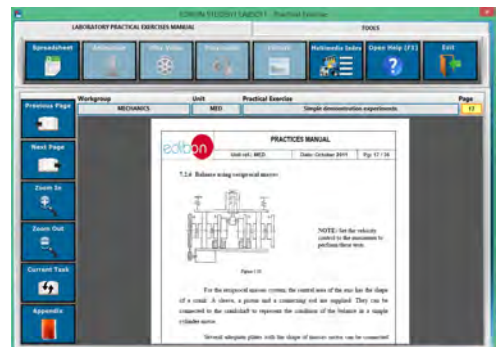 EDIBON STUDENT LABSOFT - Practical Exercise
LABORATORY PRACTICAL EXERCISES MANUAL
TOOLS
Spreadsheet
Multimedia Index
Open Help (F1)
Exit
Previous Page
Next Page
Zoom In
Zoom Out
Current Task
Appendix
Workgroup
Unit
Practical Exercise
Page
MECHANICS
MED
Simple demonstration experiments
17
edibon
PRACTICES MANUAL
Unit ref.: MED
Date: October 2011
Pg: 17 / 34
7.2.4 Balance using reciprocal masses
NOTE: Set the velocity
control to the minimum to
perform these tests.
For the reciprocal masses system, the central area of the axis has the shape
of a crank. A sleeve, a piston and a connecting rod are supplied. They can be
connected to the crankshaft to represent the condition of the balance in a simple
cylinder motor.
Several adequate plates with the shape of masses sector can be connected